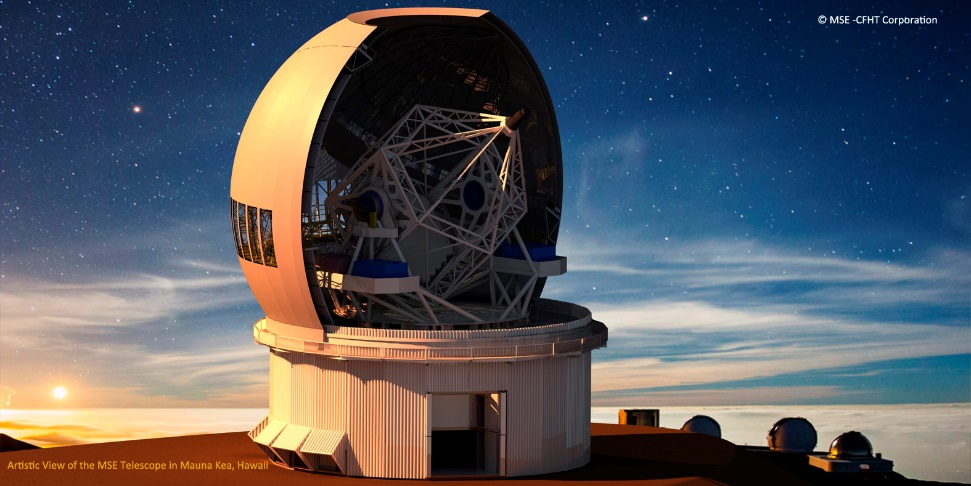 © MSE -CFHT Corporation
Artistic View of the MSE Telescope in Mauna Kea, Hawaii